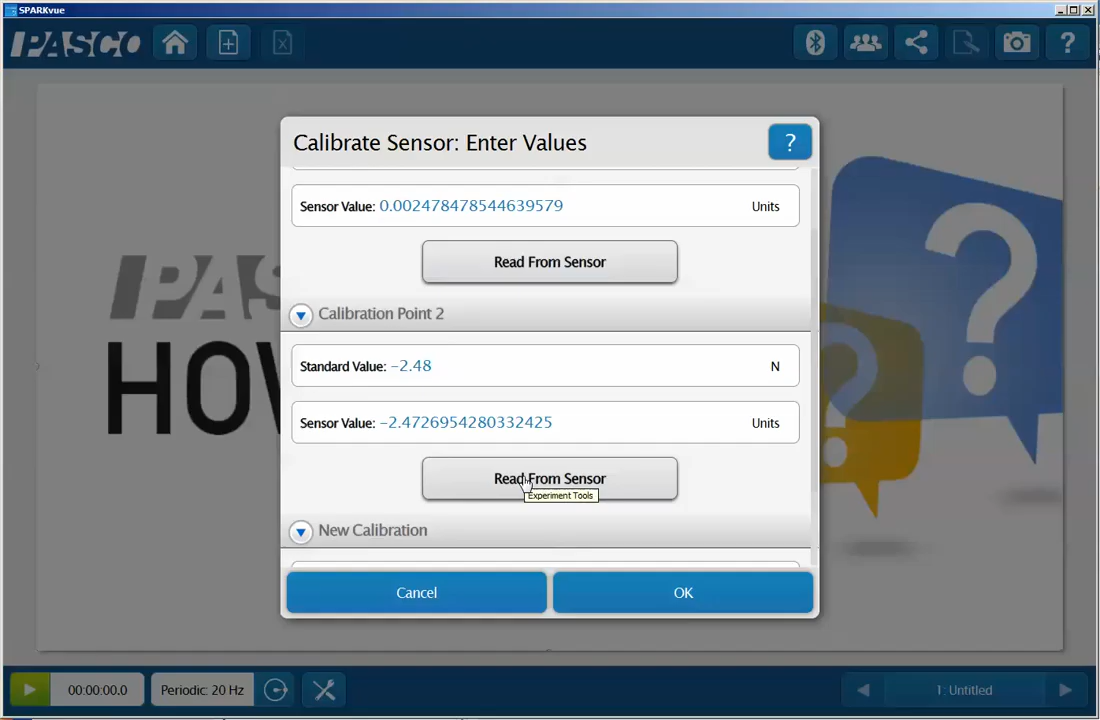 SPARKvue
PASCO
?
Calibrate Sensor: Enter Values
?
Sensor Value: 0.002478478544639579 Units
Read From Sensor
Calibration Point 2
Standard Value: -2.48 N
Sensor Value: -2.4726954280332425 Units
Read From Sensor
Experiment Tools
New Calibration
Cancel
OK
PAS
HOW
?
?
00:00:00.0
Periodic: 20 Hz
1: Untitled